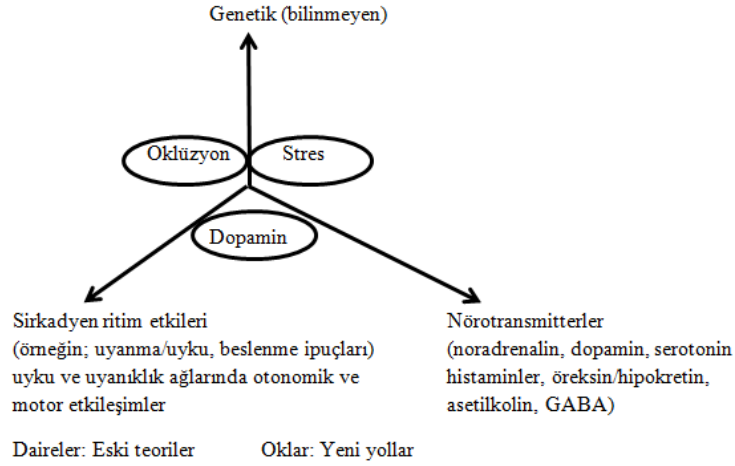 Genetik (bilinmeyen)
Oklüzyon
Stres
Dopamin
Sirkadyen ritim etkileri
(örneğin; uyanma/uyku, beslenme ipuçları)
uyku ve uyanıklık ağlarında otonomik ve
motor etkileşimler
Nörotransmitterler
(noradrenalin, dopamin, serotonin
histaminler, öreksin/hipokretin,
asetilkolin, GABA)
Daireler: Eski teoriler
Oklar: Yeni yollar